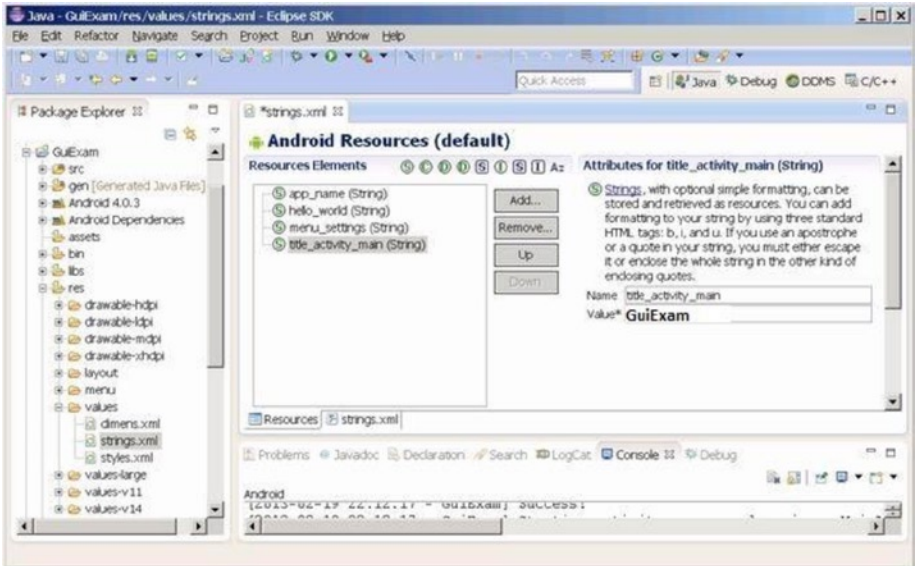 Java - GuiExam/res/values/strings.xml - Eclipse SDK
File Edit Refactor Navigate Search Project Run Window Help
Quick Access
Java Debug DDMS C/C++
Package Explorer
GuiExam
src
gen [Generated Java Files]
Android 4.0.3
Android Dependencies
assets
bin
libs
res
drawable-hdpi
drawable-ldpi
drawable-mdpi
drawable-xhdpi
layout
menu
values
dimens.xml
strings.xml
styles.xml
values-large
values-v11
values-v14
*strings.xml
Android Resources (default)
Resources Elements
S C D D S I S I Az
app_name (String)
hello_world (String)
menu_settings (String)
title_activity_main (String)
Add...
Remove...
Up
Down
Attributes for title_activity_main (String)
Strings, with optional simple formatting, can be
stored and retrieved as resources. You can add
formatting to your string by using three standard
HTML tags: b, i, and u. If you use an apostrophe
or a quote in your string, you must either escape
it or enclose the whole string in the other kind of
enclosing quotes.
Name title_activity_main
Value* GuiExam
Resources strings.xml
Problems Javadoc Declaration Search LogCat Console Debug
Android
[2013-02-19 22:12:17 - GuiExam] Success!